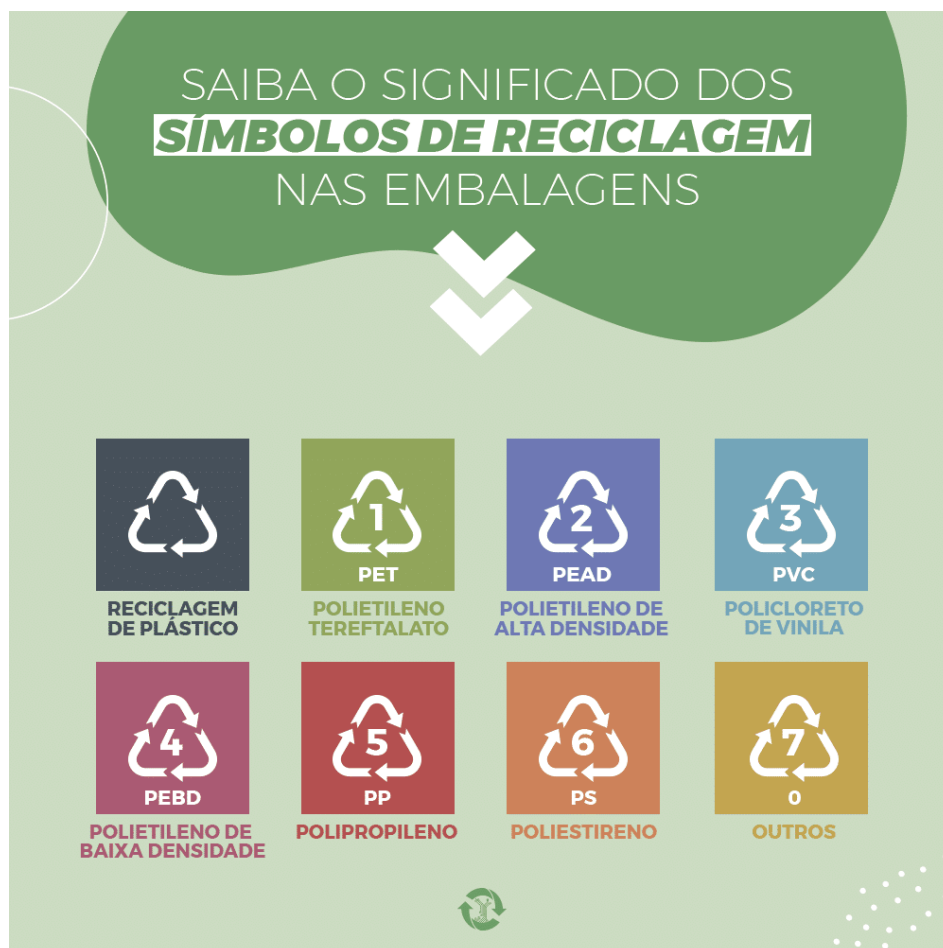 SAIBA O SIGNIFICADO DOS
SÍMBOLOS DE RECICLAGEM
NAS EMBALAGENS
RECICLAGEM
DE PLÁSTICO
1
PET
POLIETILENO
TEREFTALATO
2
PEAD
POLIETILENO DE
ALTA DENSIDADE
3
PVC
POLICLORETO
DE VINILA
4
PEBD
POLIETILENO DE
BAIXA DENSIDADE
5
PP
POLIPROPILENO
6
PS
POLIESTIRENO
7
0
OUTROS